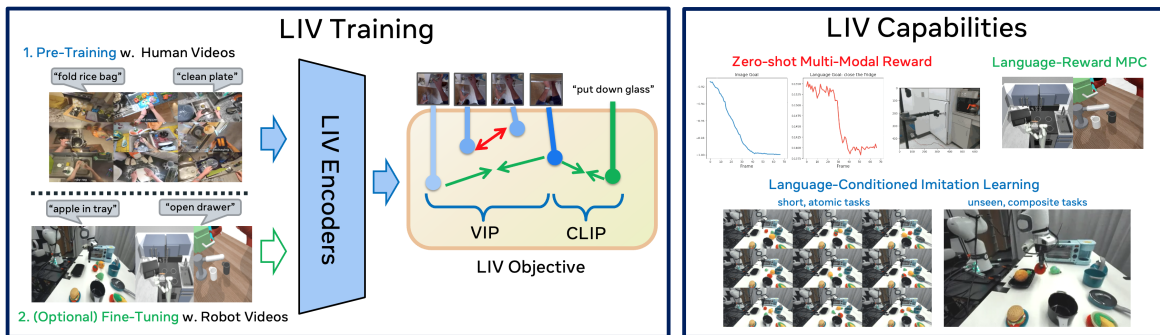 LIV Training
1. Pre-Training w. Human Videos
“fold rice bag”
“clean plate”
“apple in tray”
“open drawer”
2. (Optional) Fine-Tuning w. Robot Videos
LIV Encoders
“put down glass”
VIP
CLIP
LIV Objective
LIV Capabilities
Zero-shot Multi-Modal Reward
Language-Reward MPC
Image Goal
Language Goal: close the fridge
Frame
Frame
Language-Conditioned Imitation Learning
short, atomic tasks
unseen, composite tasks